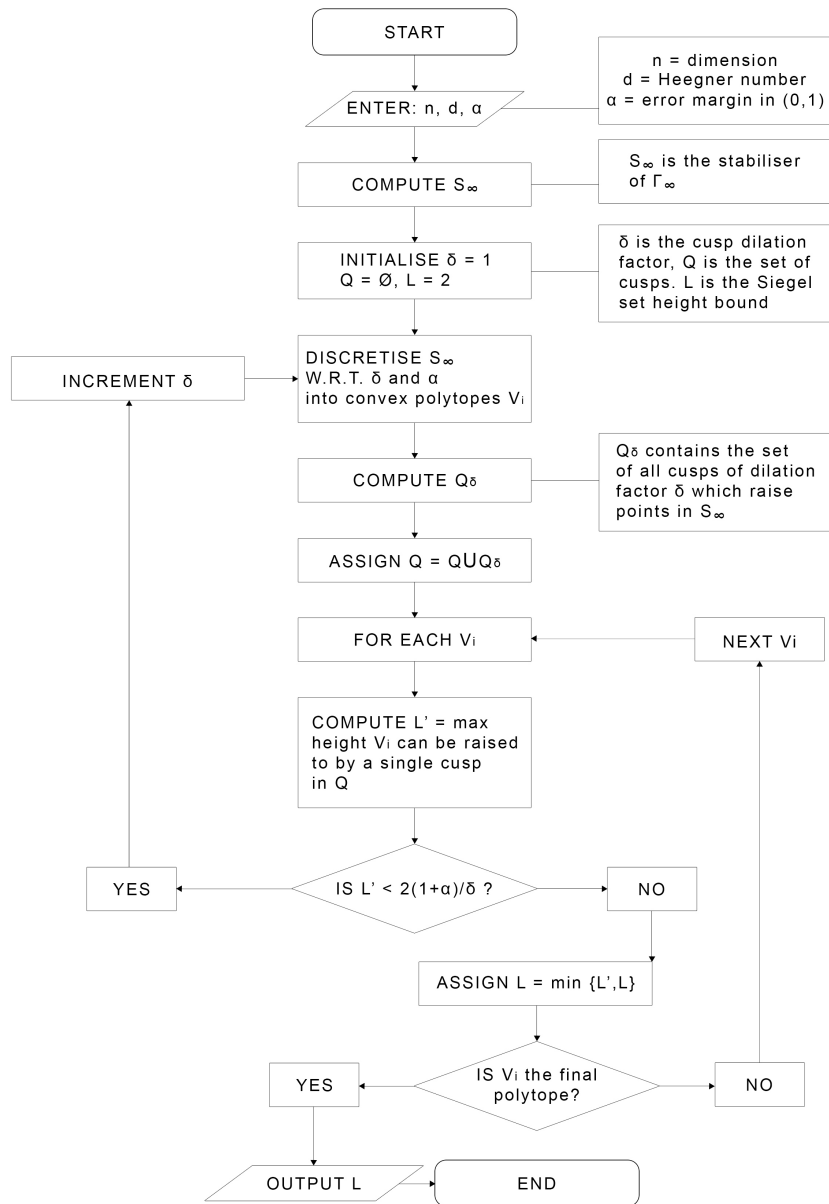 START
ENTER: n, d, α
n = dimension
d = Heegner number
α = error margin in (0,1)
COMPUTE S∞
S∞ is the stabiliser
of Γ∞
INITIALISE δ = 1
Q = Ø, L = 2
δ is the cusp dilation
factor, Q is the set of
cusps. L is the Siegel
set height bound
INCREMENT δ
DISCRETISE S∞
W.R.T. δ and α
into convex polytopes Vi
COMPUTE Qδ
Qδ contains the set
of all cusps of dilation
factor δ which raise
points in S∞
ASSIGN Q = Q∪Qδ
FOR EACH Vi
NEXT Vi
COMPUTE L’ = max
height Vi can be raised
to by a single cusp
in Q
YES
IS L’ < 2(1+α)/δ ?
NO
ASSIGN L = min {L’,L}
YES
IS Vi the final
polytope?
NO
OUTPUT L
END